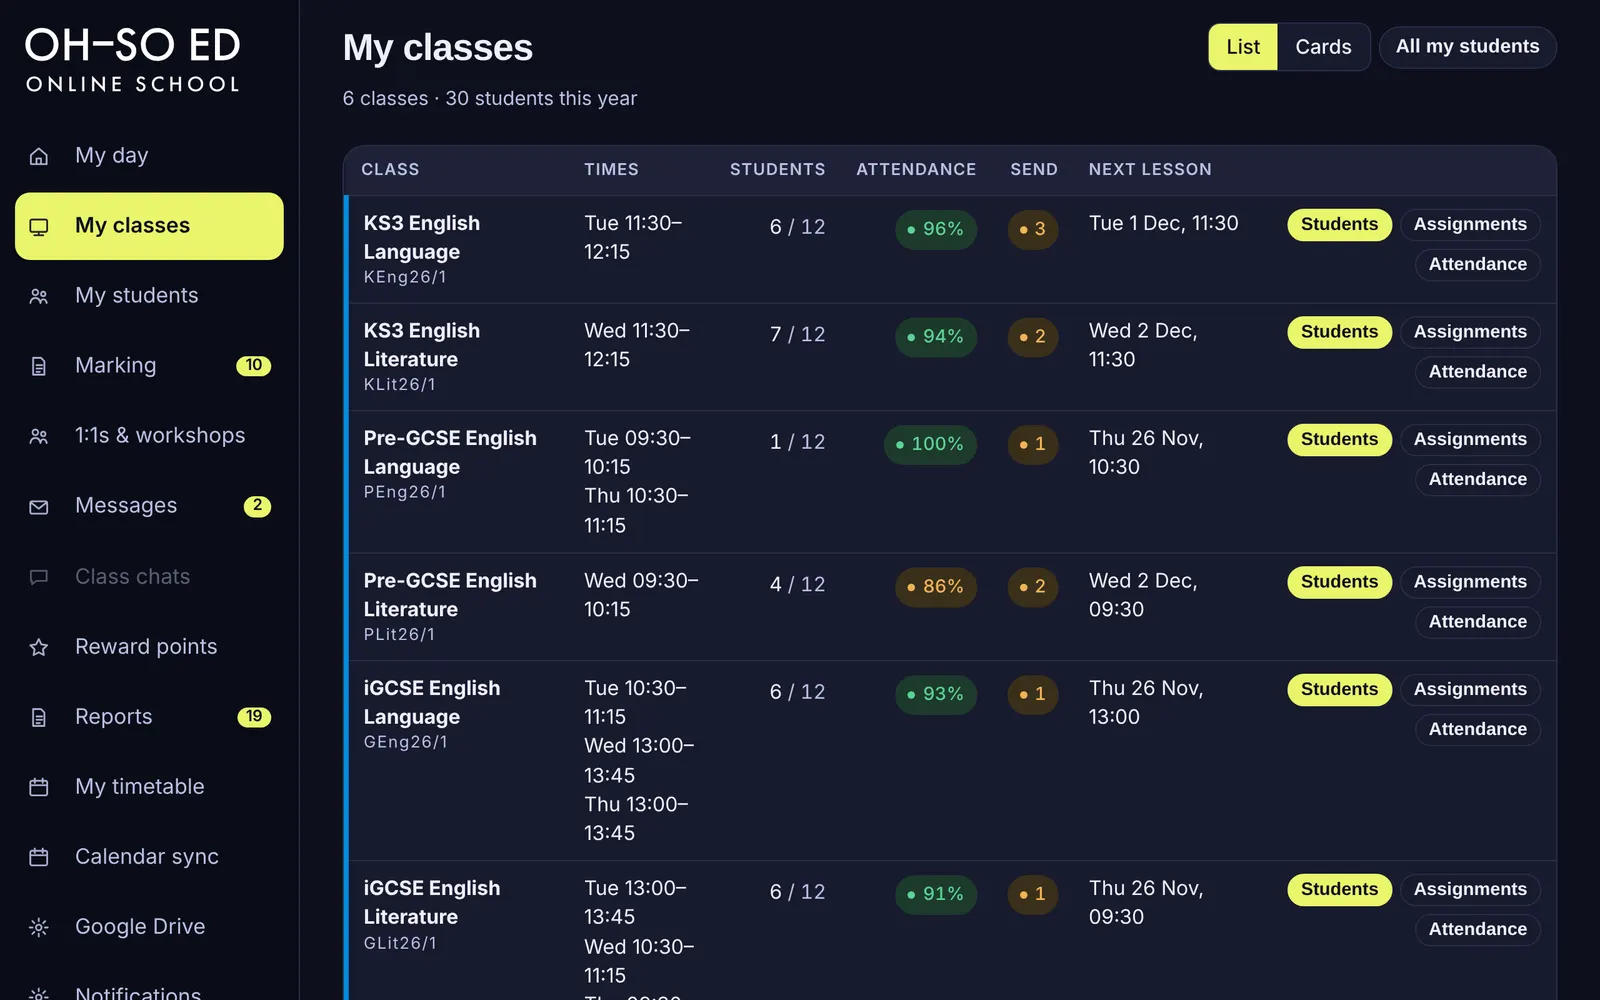 OH–SO ED
ONLINE SCHOOL
My day
My classes
My students
Marking 10
1:1s & workshops
Messages 2
Class chats
Reward points
Reports 19
My timetable
Calendar sync
Google Drive
Notifications
My classes
List Cards All my students
6 classes · 30 students this year
CLASS TIMES STUDENTS ATTENDANCE SEND NEXT LESSON
KS3 English Tue 11:30– 6 / 12 96% 3 Tue 1 Dec, 11:30 Students Assignments
Language 12:15
KEng26/1 Attendance
KS3 English Wed 11:30– 7 / 12 94% 2 Wed 2 Dec, Students Assignments
Literature 12:15 11:30
KLit26/1 Attendance
Pre-GCSE English Tue 09:30– 1 / 12 100% 1 Thu 26 Nov, Students Assignments
Language 10:15 10:30
PEng26/1 Thu 10:30– Attendance
11:15
Pre-GCSE English Wed 09:30– 4 / 12 86% 2 Wed 2 Dec, Students Assignments
Literature 10:15 09:30
PLit26/1 Attendance
iGCSE English Tue 10:30– 6 / 12 93% 1 Thu 26 Nov, Students Assignments
Language 11:15 13:00
GEng26/1 Wed 13:00– Attendance
13:45
Thu 13:00–
13:45
iGCSE English Tue 13:00– 6 / 12 91% 1 Thu 26 Nov, Students Assignments
Literature 13:45 09:30
GLit26/1 Wed 10:30– Attendance
11:15